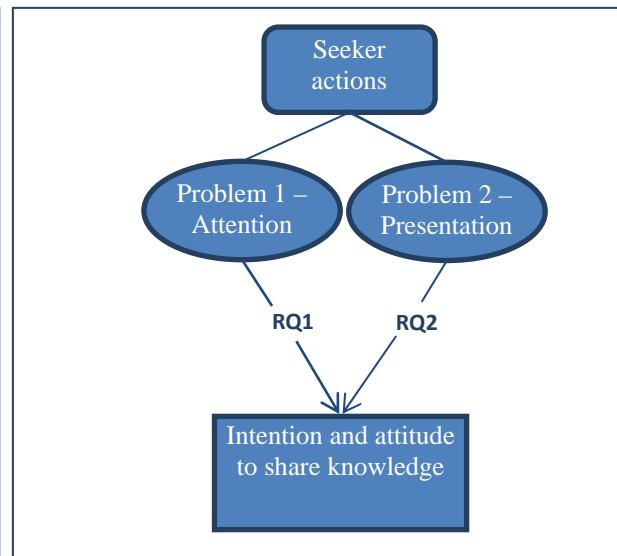 Seeker
actions
Problem 1 –
Attention
Problem 2 –
Presentation
RQ1
RQ2
Intention and attitude
to share knowledge